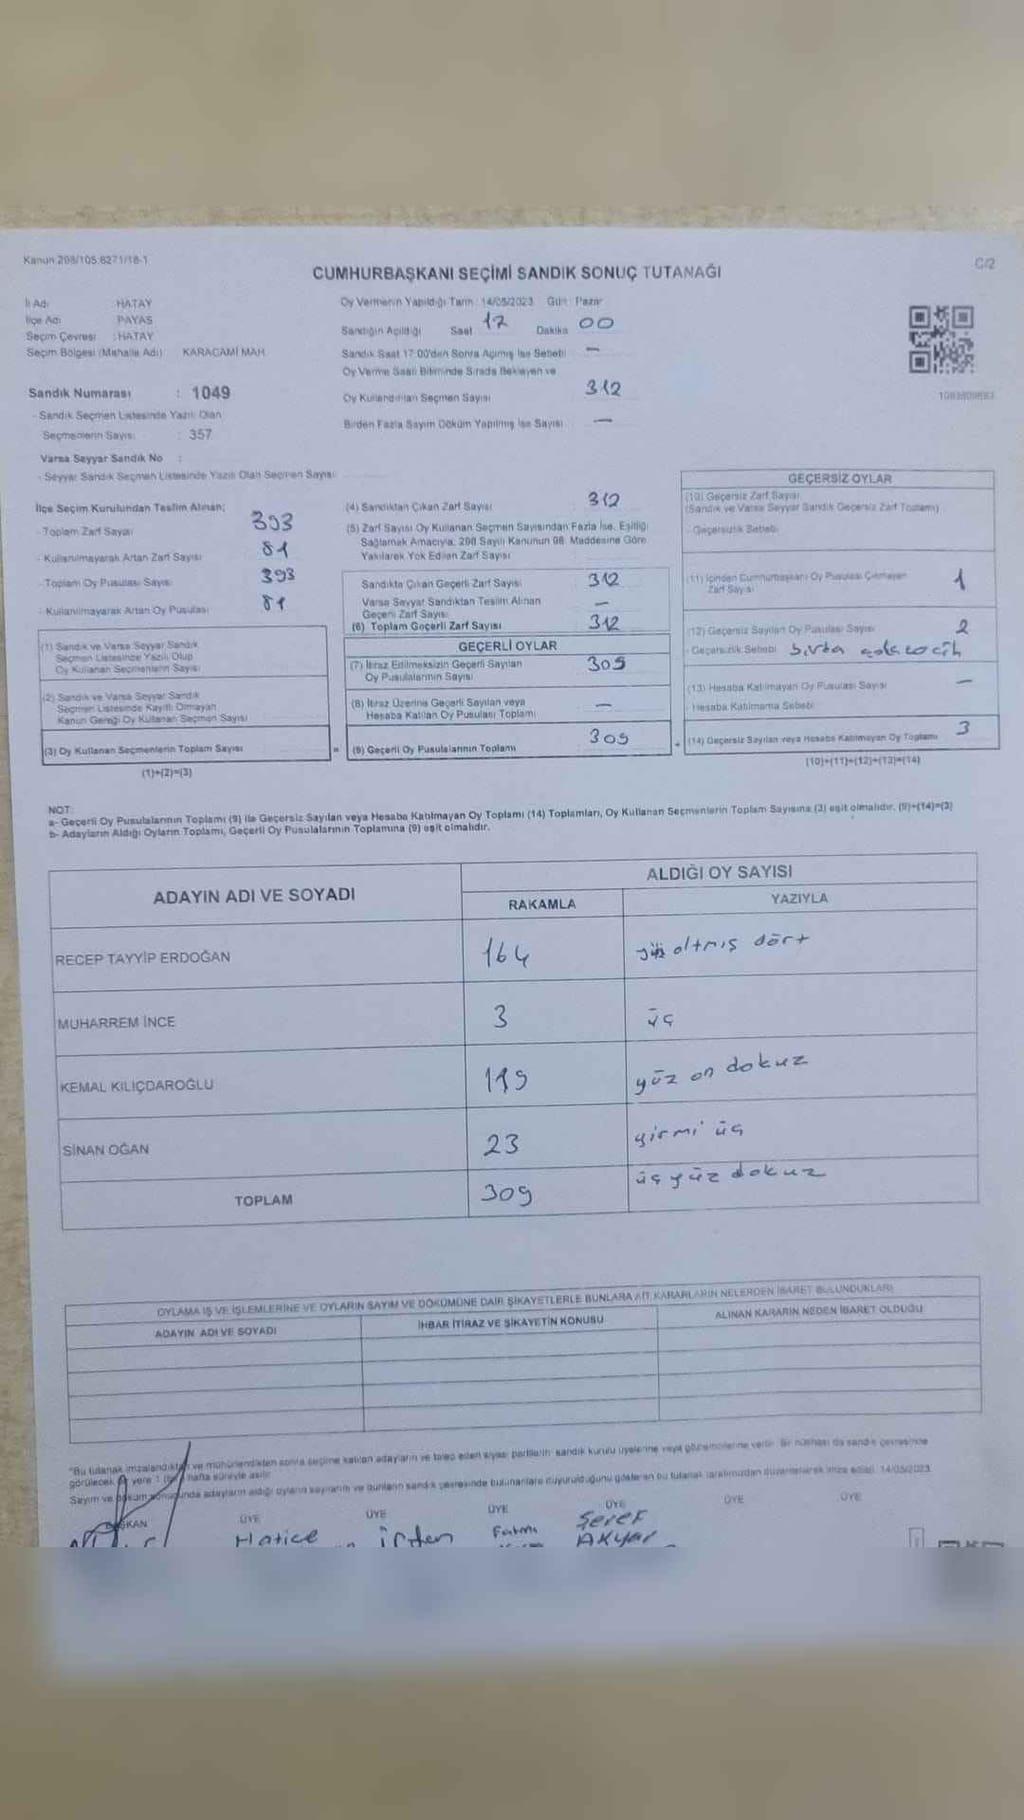 Kanun 298/105.6271/18-1
C/2
CUMHURBAŞKANI SEÇİMİ SANDIK SONUÇ TUTANAĞI
İl Adı HATAY
İlçe Adı PAYAS
Seçim Çevresi : HATAY
Seçim Bölgesi (Mahalle Adı) KARACAMİ MAH.
Sandık Numarası : 1049
- Sandık Seçmen Listesinde Yazılı Olan
Seçmenlerin Sayısı : 357
Varsa Seyyar Sandık No :
- Seyyar Sandık Seçmen Listesinde Yazılı Olan Seçmen Sayısı
Oy Vermenin Yapıldığı Tarih : 14/05/2023 Gün : Pazar
Sandığın Açıldığı Saat 17 Dakika 00
Sandık Saat 17:00'den Sonra Açılmış İse Sebebi —
Oy Verme Saati Bitiminde Sırada Bekleyen ve
Oy Kullandırılan Seçmen Sayısı 312
Birden Fazla Sayım Döküm Yapılmış İse Sayısı —
İlçe Seçim Kurulundan Teslim Alınan;
- Toplam Zarf Sayısı 393
- Kullanılmayarak Artan Zarf Sayısı 81
- Toplam Oy Pusulası Sayısı 393
- Kullanılmayarak Artan Oy Pusulası 81
(1) Sandık ve Varsa Seyyar Sandık
Seçmen Listesinde Yazılı Olup
Oy Kullanan Seçmenlerin Sayısı
(2) Sandık ve Varsa Seyyar Sandık
Seçmen Listesinde Kayıtlı Olmayan
Kanun Gereği Oy Kullanan Seçmen Sayısı
(3) Oy Kullanan Seçmenlerin Toplam Sayısı
(1)+(2)=(3)
(4) Sandıktan Çıkan Zarf Sayısı 312
(5) Zarf Sayısı Oy Kullanan Seçmen Sayısından Fazla İse, Eşitliği
Sağlamak Amacıyla, 298 Sayılı Kanunun 98. Maddesine Göre
Yakılarak Yok Edilen Zarf Sayısı
Sandıkta Çıkan Geçerli Zarf Sayısı 312
Varsa Seyyar Sandıktan Teslim Alınan
Geçerli Zarf Sayısı —
(6) Toplam Geçerli Zarf Sayısı 312
GEÇERLİ OYLAR
(7) İtiraz Edilmeksizin Geçerli Sayılan
Oy Pusulalarının Sayısı 309
(8) İtiraz Üzerine Geçerli Sayılan veya
Hesaba Katılan Oy Pusulası Toplamı —
= (9) Geçerli Oy Pusulalarının Toplamı 309
GEÇERSİZ OYLAR
(10) Geçersiz Zarf Sayısı
(Sandık ve Varsa Seyyar Sandık Geçersiz Zarf Toplamı)
- Geçersizlik Sebebi
(11) İçinden Cumhurbaşkanı Oy Pusulası Çıkmayan
Zarf Sayısı 1
(12) Geçersiz Sayılan Oy Pusulası Sayısı 2
- Geçersizlik Sebebi
(13) Hesaba Katılmayan Oy Pusulası Sayısı —
- Hesaba Katılmama Sebebi
+ (14) Geçersiz Sayılan veya Hesaba Katılmayan Oy Toplamı 3
(10)+(11)+(12)+(13)=(14)
NOT:
a- Geçerli Oy Pusulalarının Toplamı (9) ile Geçersiz Sayılan veya Hesaba Katılmayan Oy Toplamı (14) Toplamları, Oy Kullanan Seçmenlerin Toplam Sayısına (3) eşit olmalıdır. (9)+(14)=(3)
b- Adayların Aldığı Oyların Toplamı, Geçerli Oy Pusulalarının Toplamına (9) eşit olmalıdır.
ADAYIN ADI VE SOYADI ALDIĞI OY SAYISI
RAKAMLA YAZIYLA
RECEP TAYYİP ERDOĞAN 164 yüz altmış dört
MUHARREM İNCE 3 üç
KEMAL KILIÇDAROĞLU 119 yüz on dokuz
SİNAN OĞAN 23 yirmi üç
TOPLAM 309 üç yüz dokuz
OYLAMA İŞ VE İŞLEMLERİNE VE OYLARIN SAYIM VE DÖKÜMÜNE DAİR ŞİKAYETLERLE BUNLARA AİT KARARLARIN NELERDEN İBARET BULUNDUKLARI
ADAYIN ADI VE SOYADI İHBAR İTİRAZ VE ŞİKAYETİN KONUSU ALINAN KARARIN NEDEN İBARET OLDUĞU
"Bu tutanak imzalandıktan ve mühürlendikten sonra seçime katılan adayların ve talep eden siyasi partilerin sandık kurulu üyelerine veya gözlemcilerine verilir. Bir nüshası da sandık çevresinde
görülecek bir yere 1 (bir) hafta süreyle asılır.
Sayım ve döküm sonucunda adayların aldığı oyların sayılarını ve bunların sandık çevresinde bulunanlara duyurulduğunu gösteren bu tutanak tarafımızdan düzenlenerek imza edildi. 14/05/2023
BAŞKAN ÜYE ÜYE ÜYE ÜYE ÜYE ÜYE
Hatice Şeref
Akyar